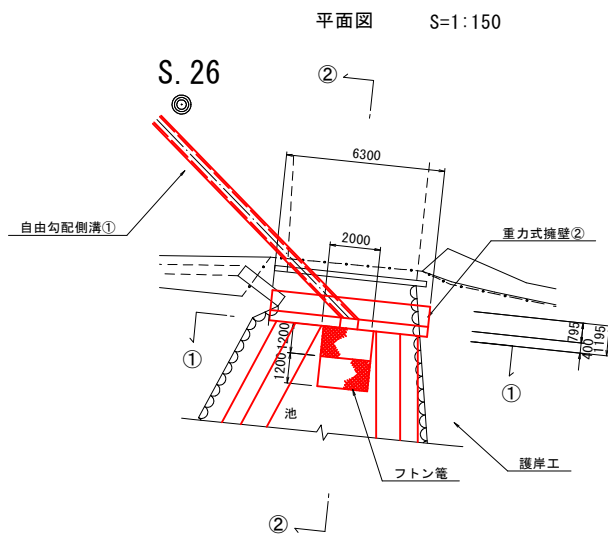 平面図 S=1:150
S.26
②
6300
自由勾配側溝①
2000
重力式擁壁②
1200
1200
795
400
1195
①
①
池
フトン篭
護岸工
②